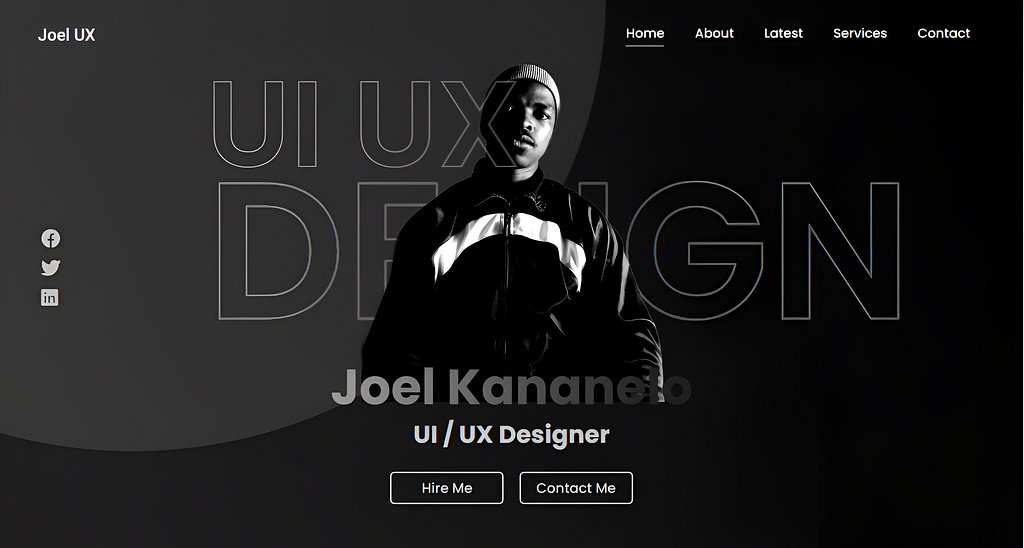 Joel UX
Home About Latest Services Contact
UI UX
DESIGN
Joel Kananelo
UI / UX Designer
Hire Me Contact Me